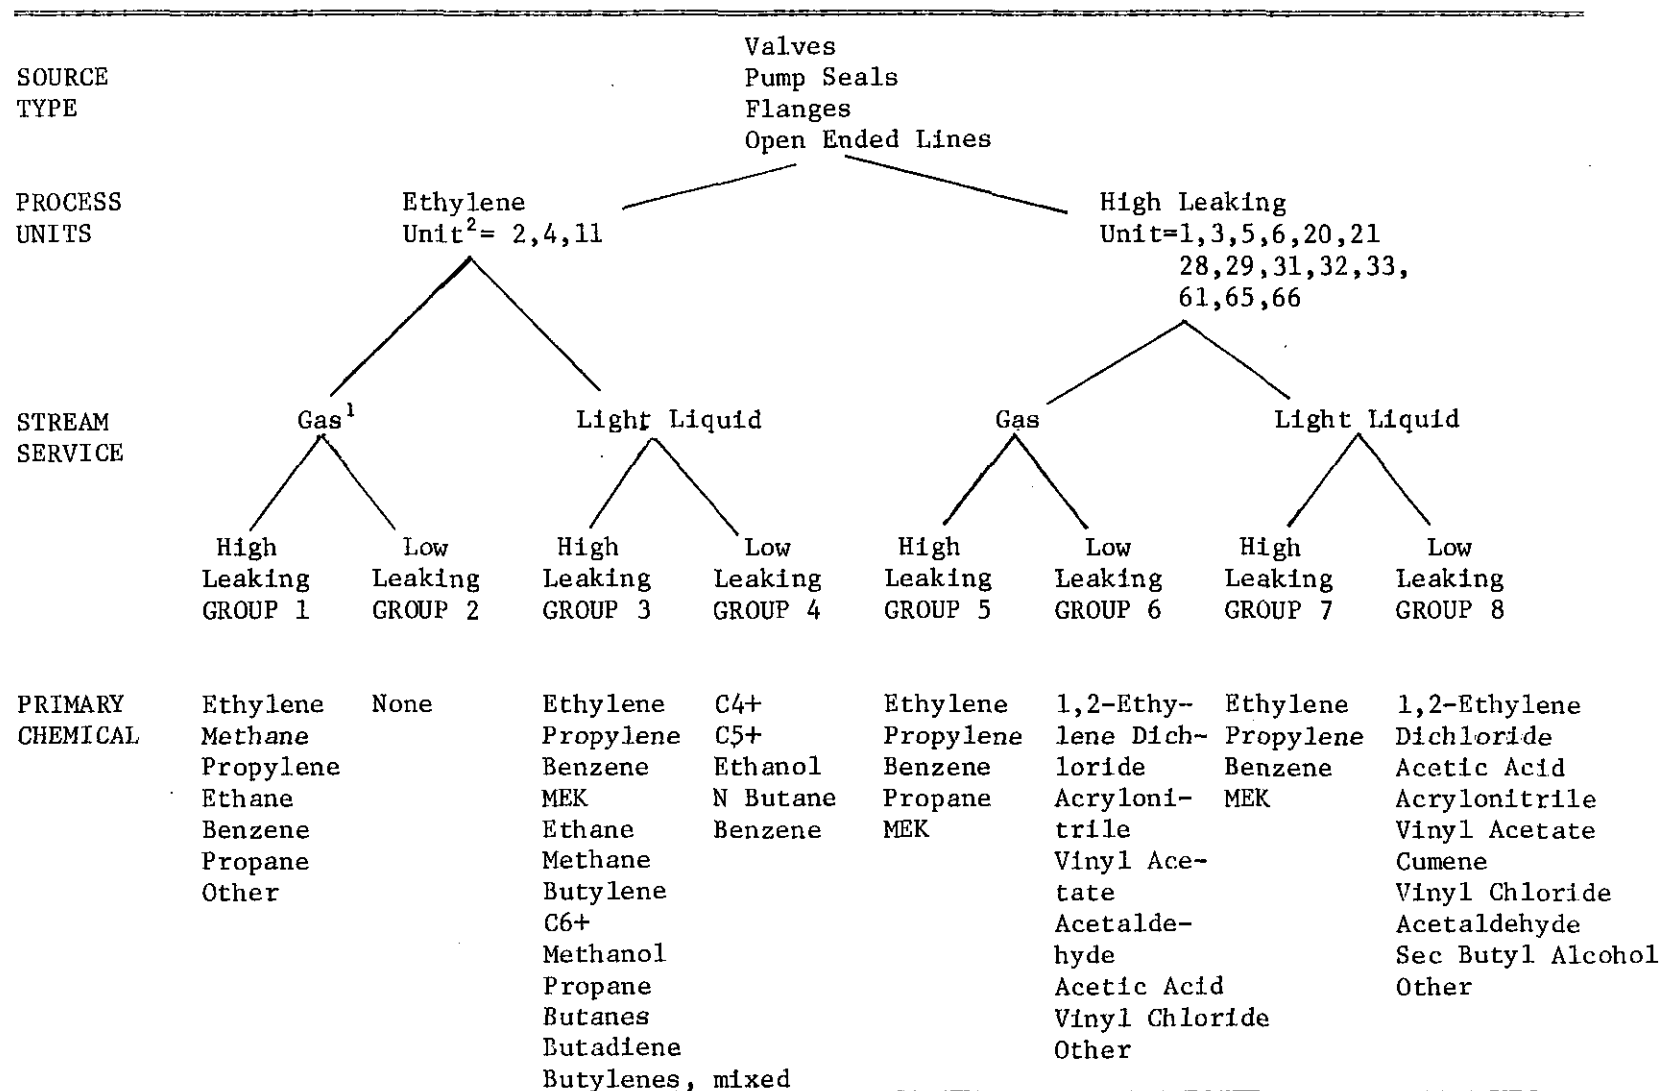 Valves
SOURCE Pump Seals
TYPE Flanges
Open Ended Lines
PROCESS Ethylene High Leaking
UNITS Unit²= 2,4,11 Unit=1,3,5,6,20,21
28,29,31,32,33,
61,65,66
STREAM Gas¹ Light Liquid Gas Light Liquid
SERVICE
High Low High Low High Low High Low
Leaking Leaking Leaking Leaking Leaking Leaking Leaking Leaking
GROUP 1 GROUP 2 GROUP 3 GROUP 4 GROUP 5 GROUP 6 GROUP 7 GROUP 8
PRIMARY Ethylene None Ethylene C4+ Ethylene 1,2-Ethy- Ethylene 1,2-Ethylene
CHEMICAL Methane Propylene C5+ Propylene lene Dich- Propylene Dichloride
Propylene Benzene Ethanol Benzene loride Benzene Acetic Acid
Ethane MEK N Butane Propane Acryloni- MEK Acrylonitrile
Benzene Ethane Benzene MEK trile Vinyl Acetate
Propane Methane Vinyl Ace- Cumene
Other Butylene tate Vinyl Chloride
C6+ Acetalde- Acetaldehyde
Methanol hyde Sec Butyl Alcohol
Propane Acetic Acid Other
Butanes Vinyl Chloride
Butadiene Other
Butylenes, mixed